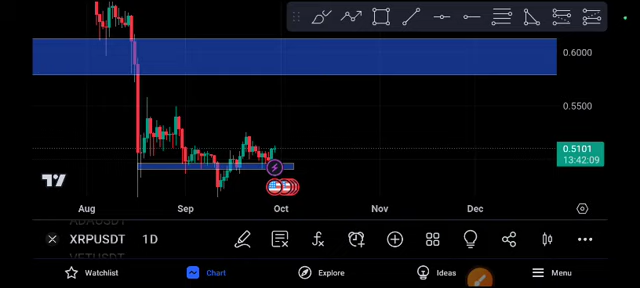 0.6000
0.5500
0.5101
13:42:09
Aug Sep Oct Nov Dec
XRPUSDT 1D
Watchlist Chart Explore Ideas Menu